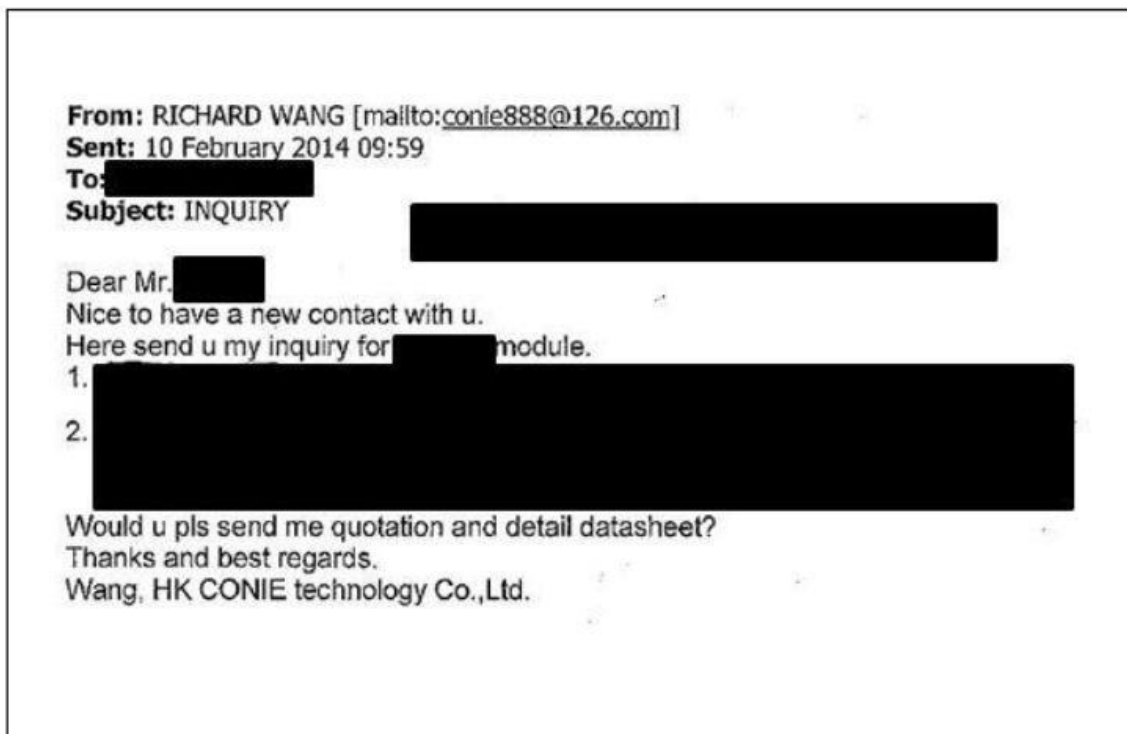 From: RICHARD WANG [mailto:conie888@126.com]
Sent: 10 February 2014 09:59
To:
Subject: INQUIRY
Dear Mr.
Nice to have a new contact with u.
Here send u my inquiry for module.
1.
2.
Would u pls send me quotation and detail datasheet?
Thanks and best regards.
Wang, HK CONIE technology Co.,Ltd.